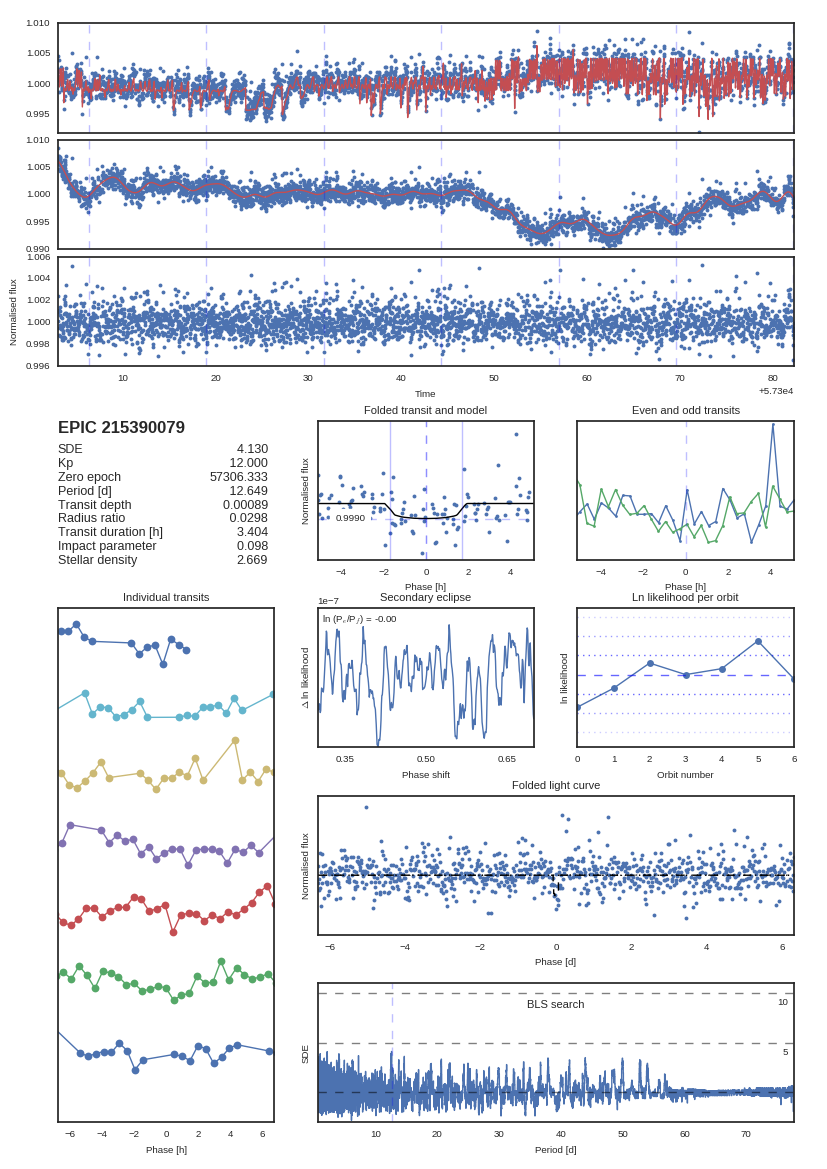 1.010
1.005
1.000
0.995
1.010
1.005
1.000
0.995
0.990
1.006
1.004
1.002
1.000
0.998
0.996
Normalised flux
10 20 30 40 50 60 70 80
Time
+5.73e4
EPIC 215390079
SDE 4.130
Kp 12.000
Zero epoch 57306.333
Period [d] 12.649
Transit depth 0.00089
Radius ratio 0.0298
Transit duration [h] 3.404
Impact parameter 0.098
Stellar density 2.669
Folded transit and model
Normalised flux
0.9990
−4 −2 0 2 4
Phase [h]
Even and odd transits
−4 −2 0 2 4
Phase [h]
Individual transits
−6 −4 −2 0 2 4 6
Phase [h]
Secondary eclipse
1e−7
Δ ln likelihood
0.35 0.50 0.65
Phase shift
Ln likelihood per orbit
ln likelihood
0 1 2 3 4 5 6
Orbit number
Folded light curve
Normalised flux
−6 −4 −2 0 2 4 6
Phase [d]
BLS search
10
5
SDE
10 20 30 40 50 60 70
Period [d]